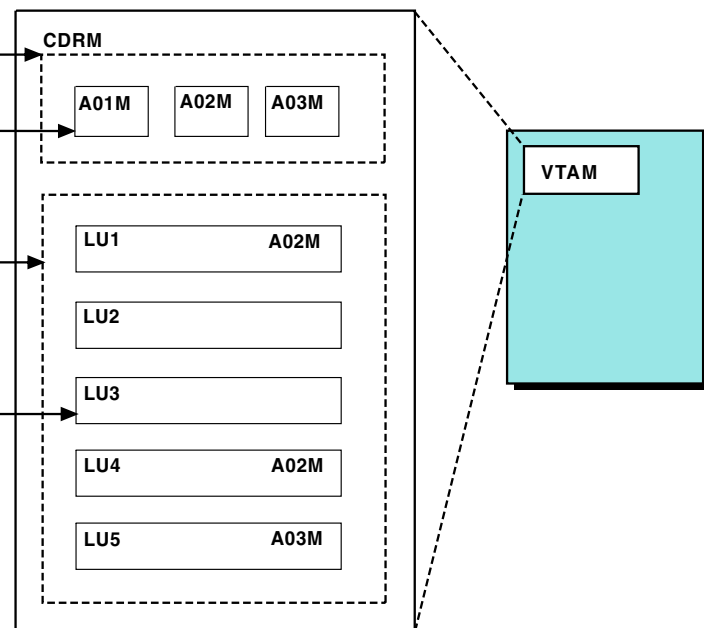 CDRM
A01M A02M A03M
VTAM
LU1 A02M
LU2
LU3
LU4 A02M
LU5 A03M